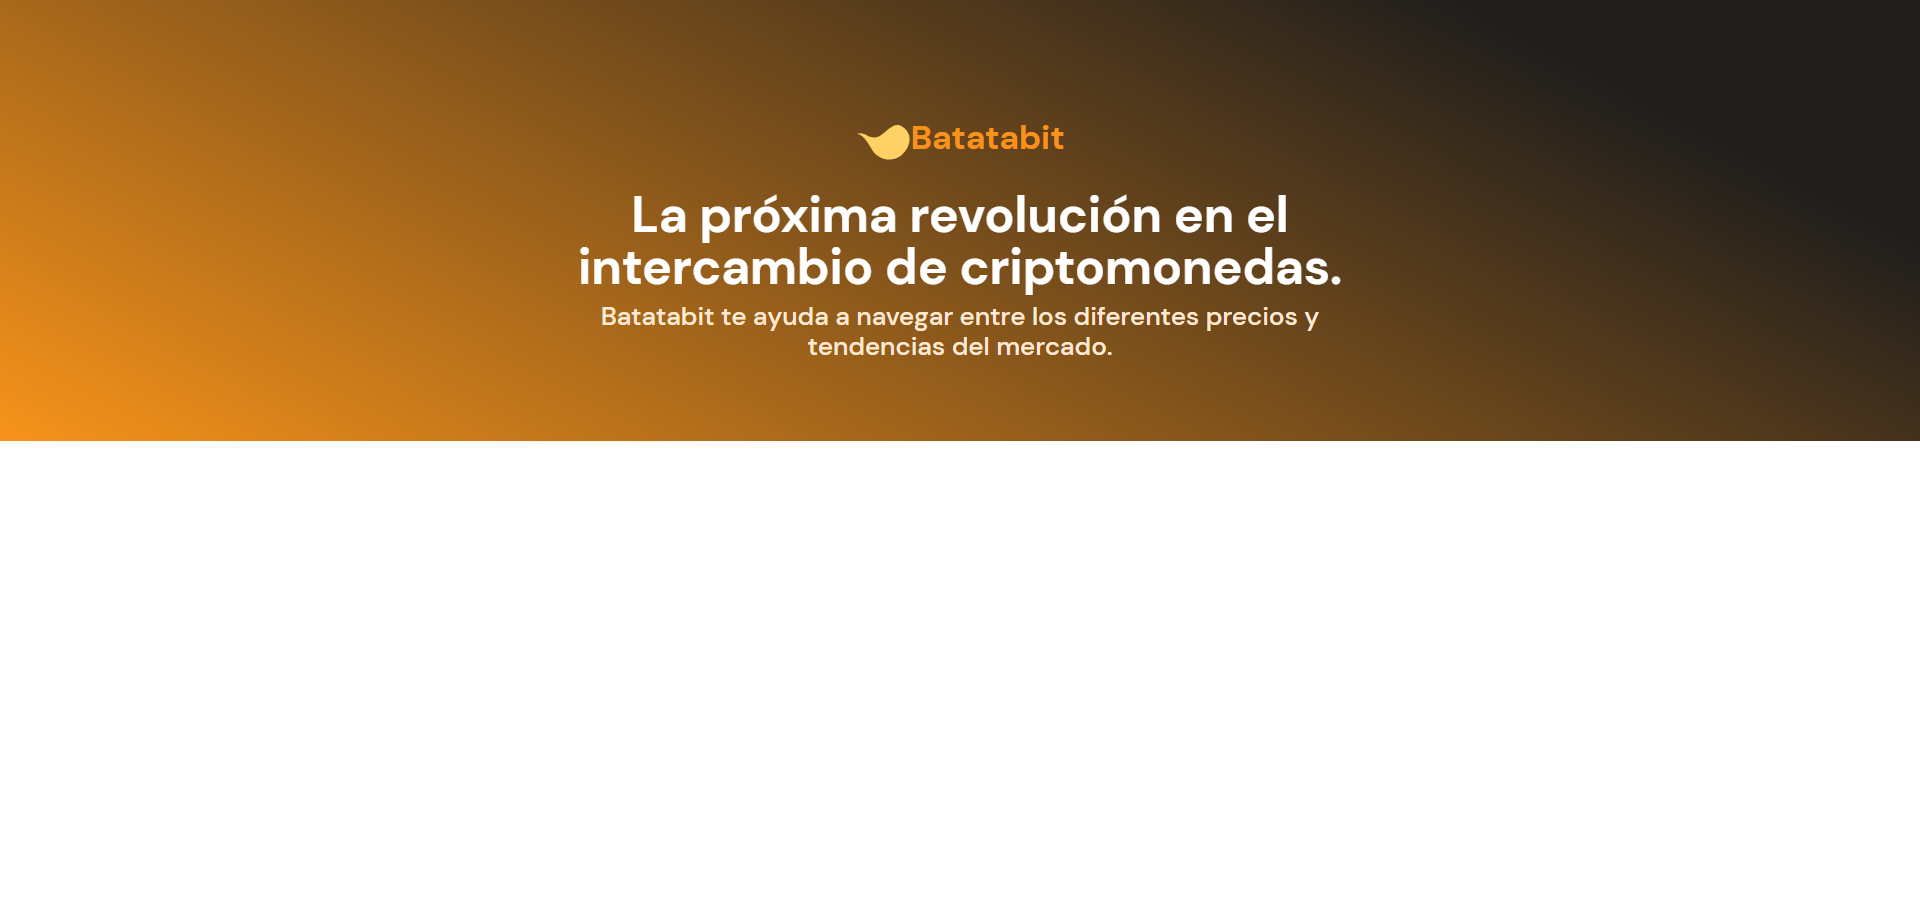 Batatabit
La próxima revolución en el
intercambio de criptomonedas.
Batatabit te ayuda a navegar entre los diferentes precios y
tendencias del mercado.